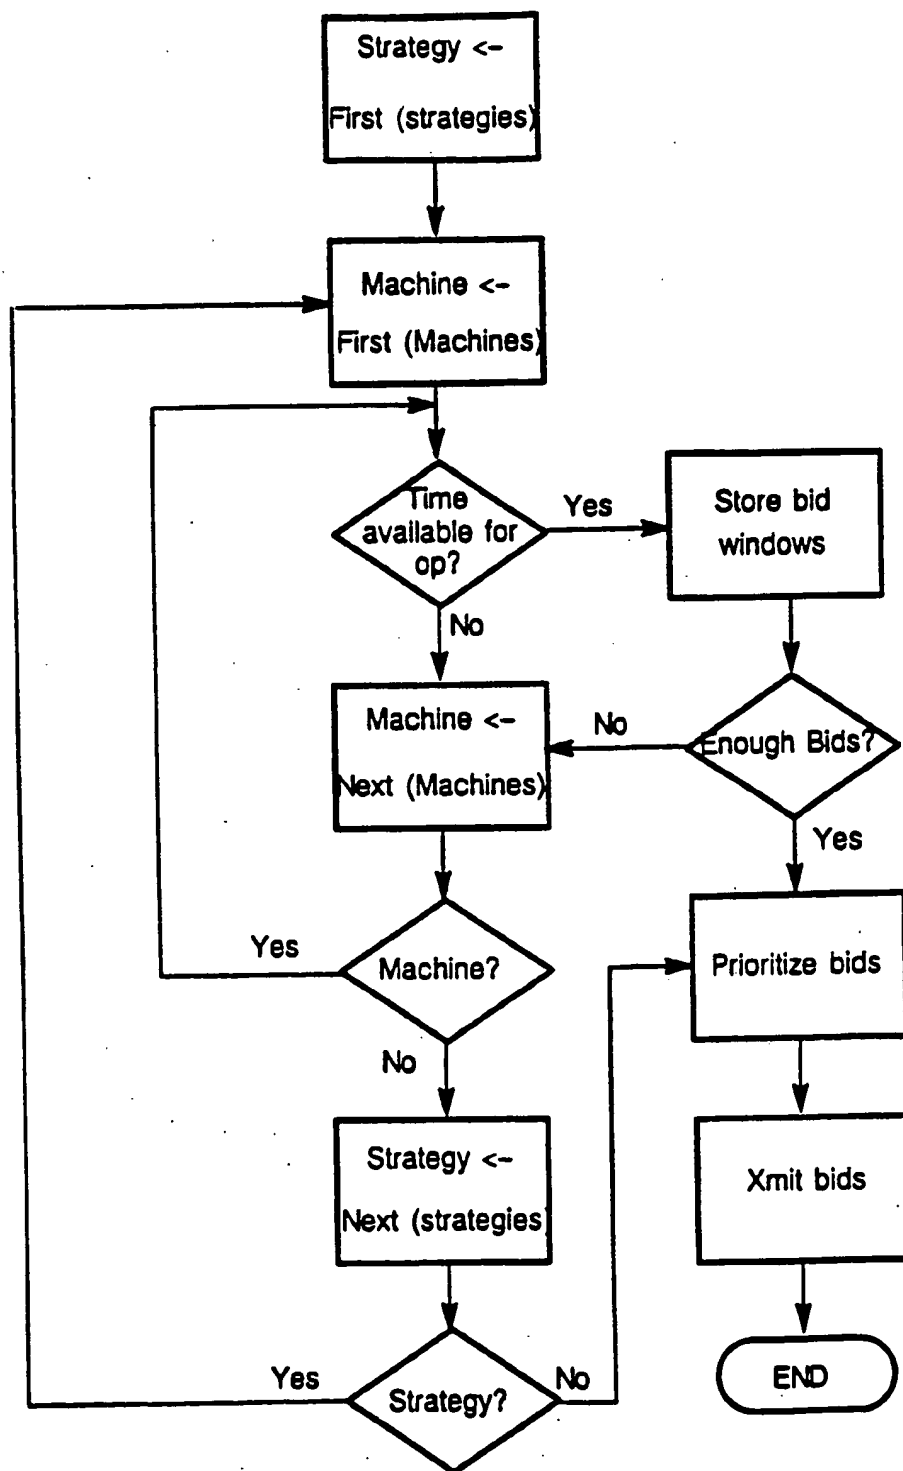 Strategy <-
First (strategies)
Machine <-
First (Machines)
Time
available for
op?
Yes
Store bid
windows
No
Machine <-
Next (Machines)
No
Enough Bids?
Yes
Yes
Machine?
Prioritize bids
No
Strategy <-
Next (strategies)
Xmit bids
Yes
Strategy?
No
END